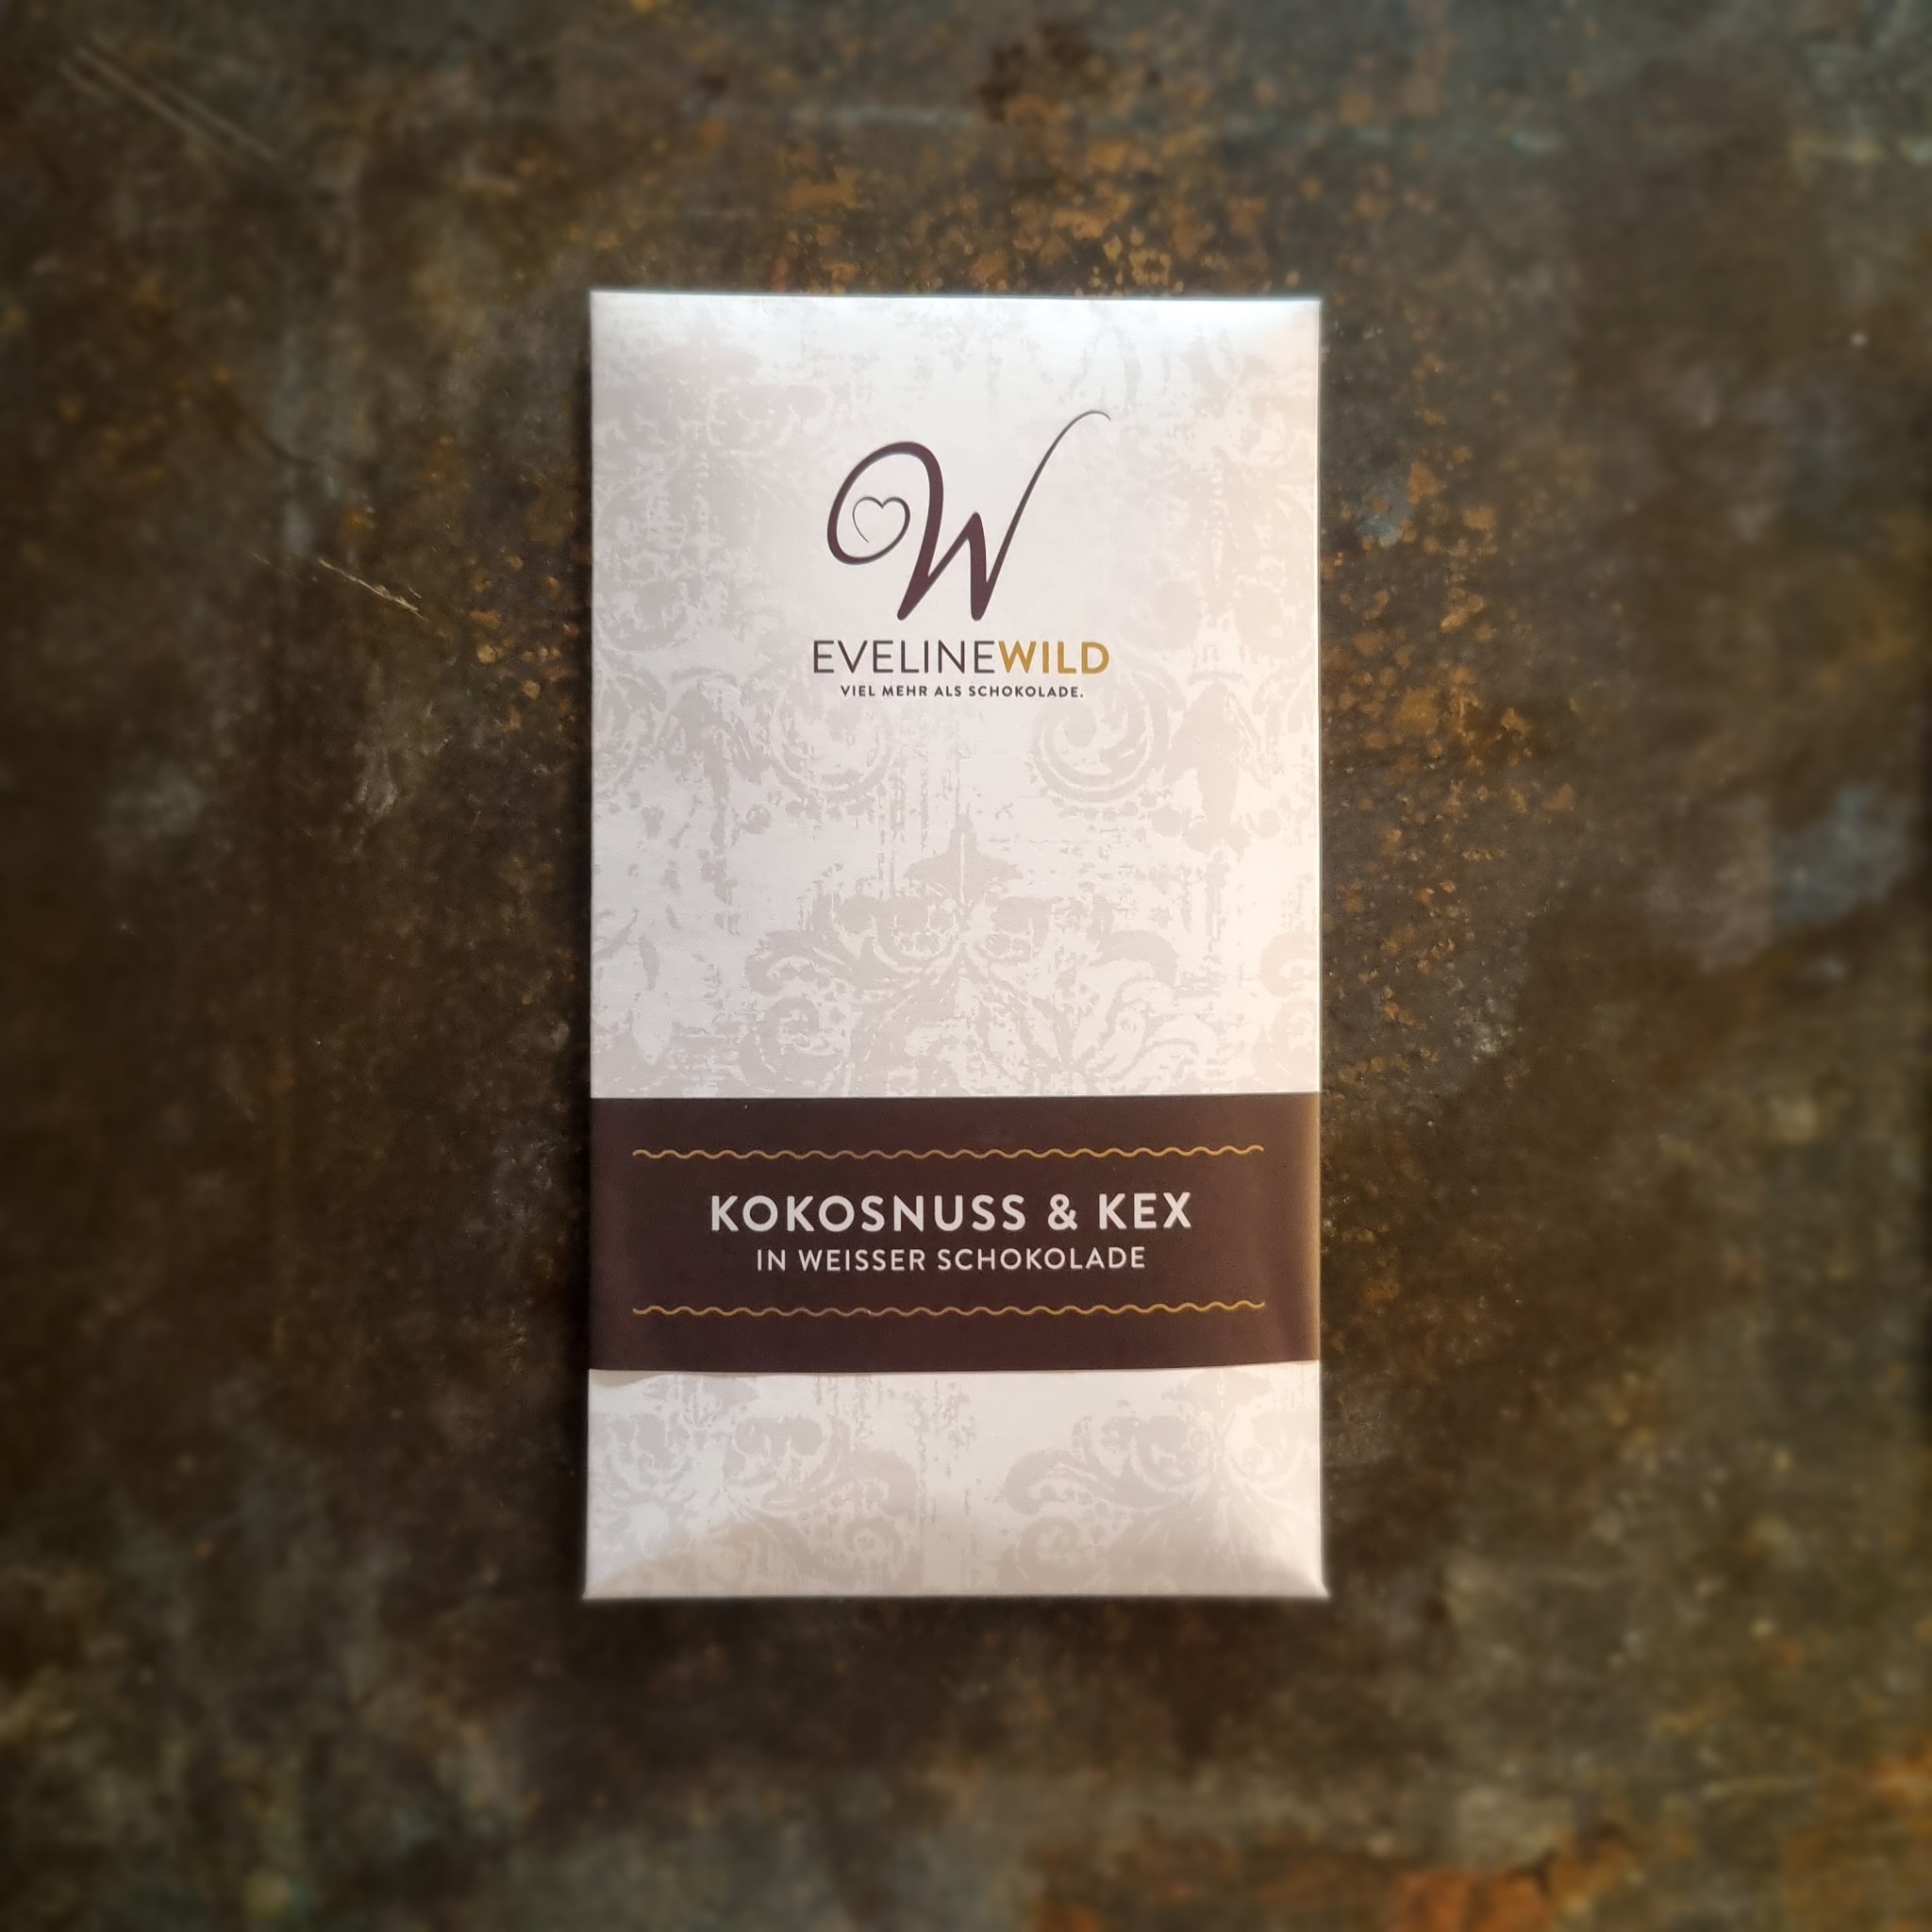 W
EVELINEWILD
VIEL MEHR ALS SCHOKOLADE.
KOKOSNUSS & KEX
IN WEISSER SCHOKOLADE